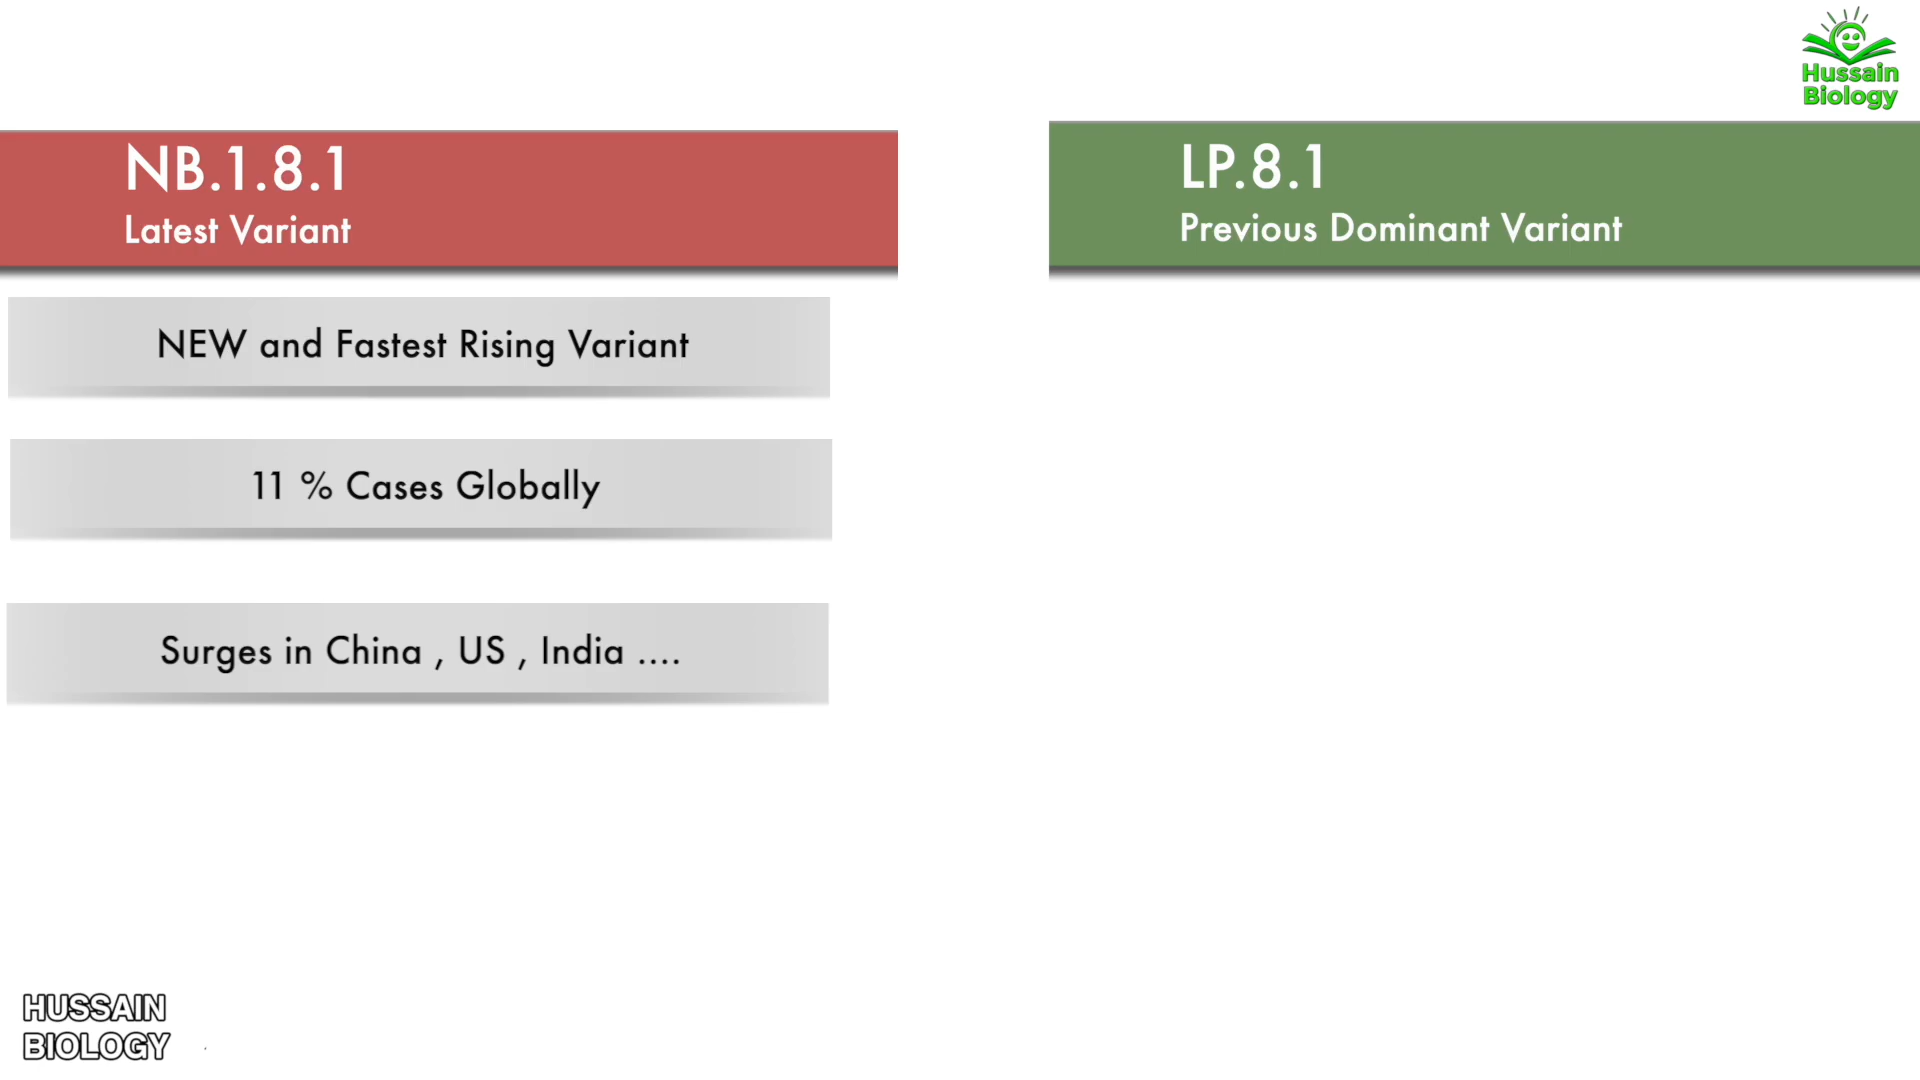 Hussain
Biology
NB.1.8.1
Latest Variant
LP.8.1
Previous Dominant Variant
NEW and Fastest Rising Variant
11 % Cases Globally
Surges in China , US , India ....
HUSSAIN
BIOLOGY